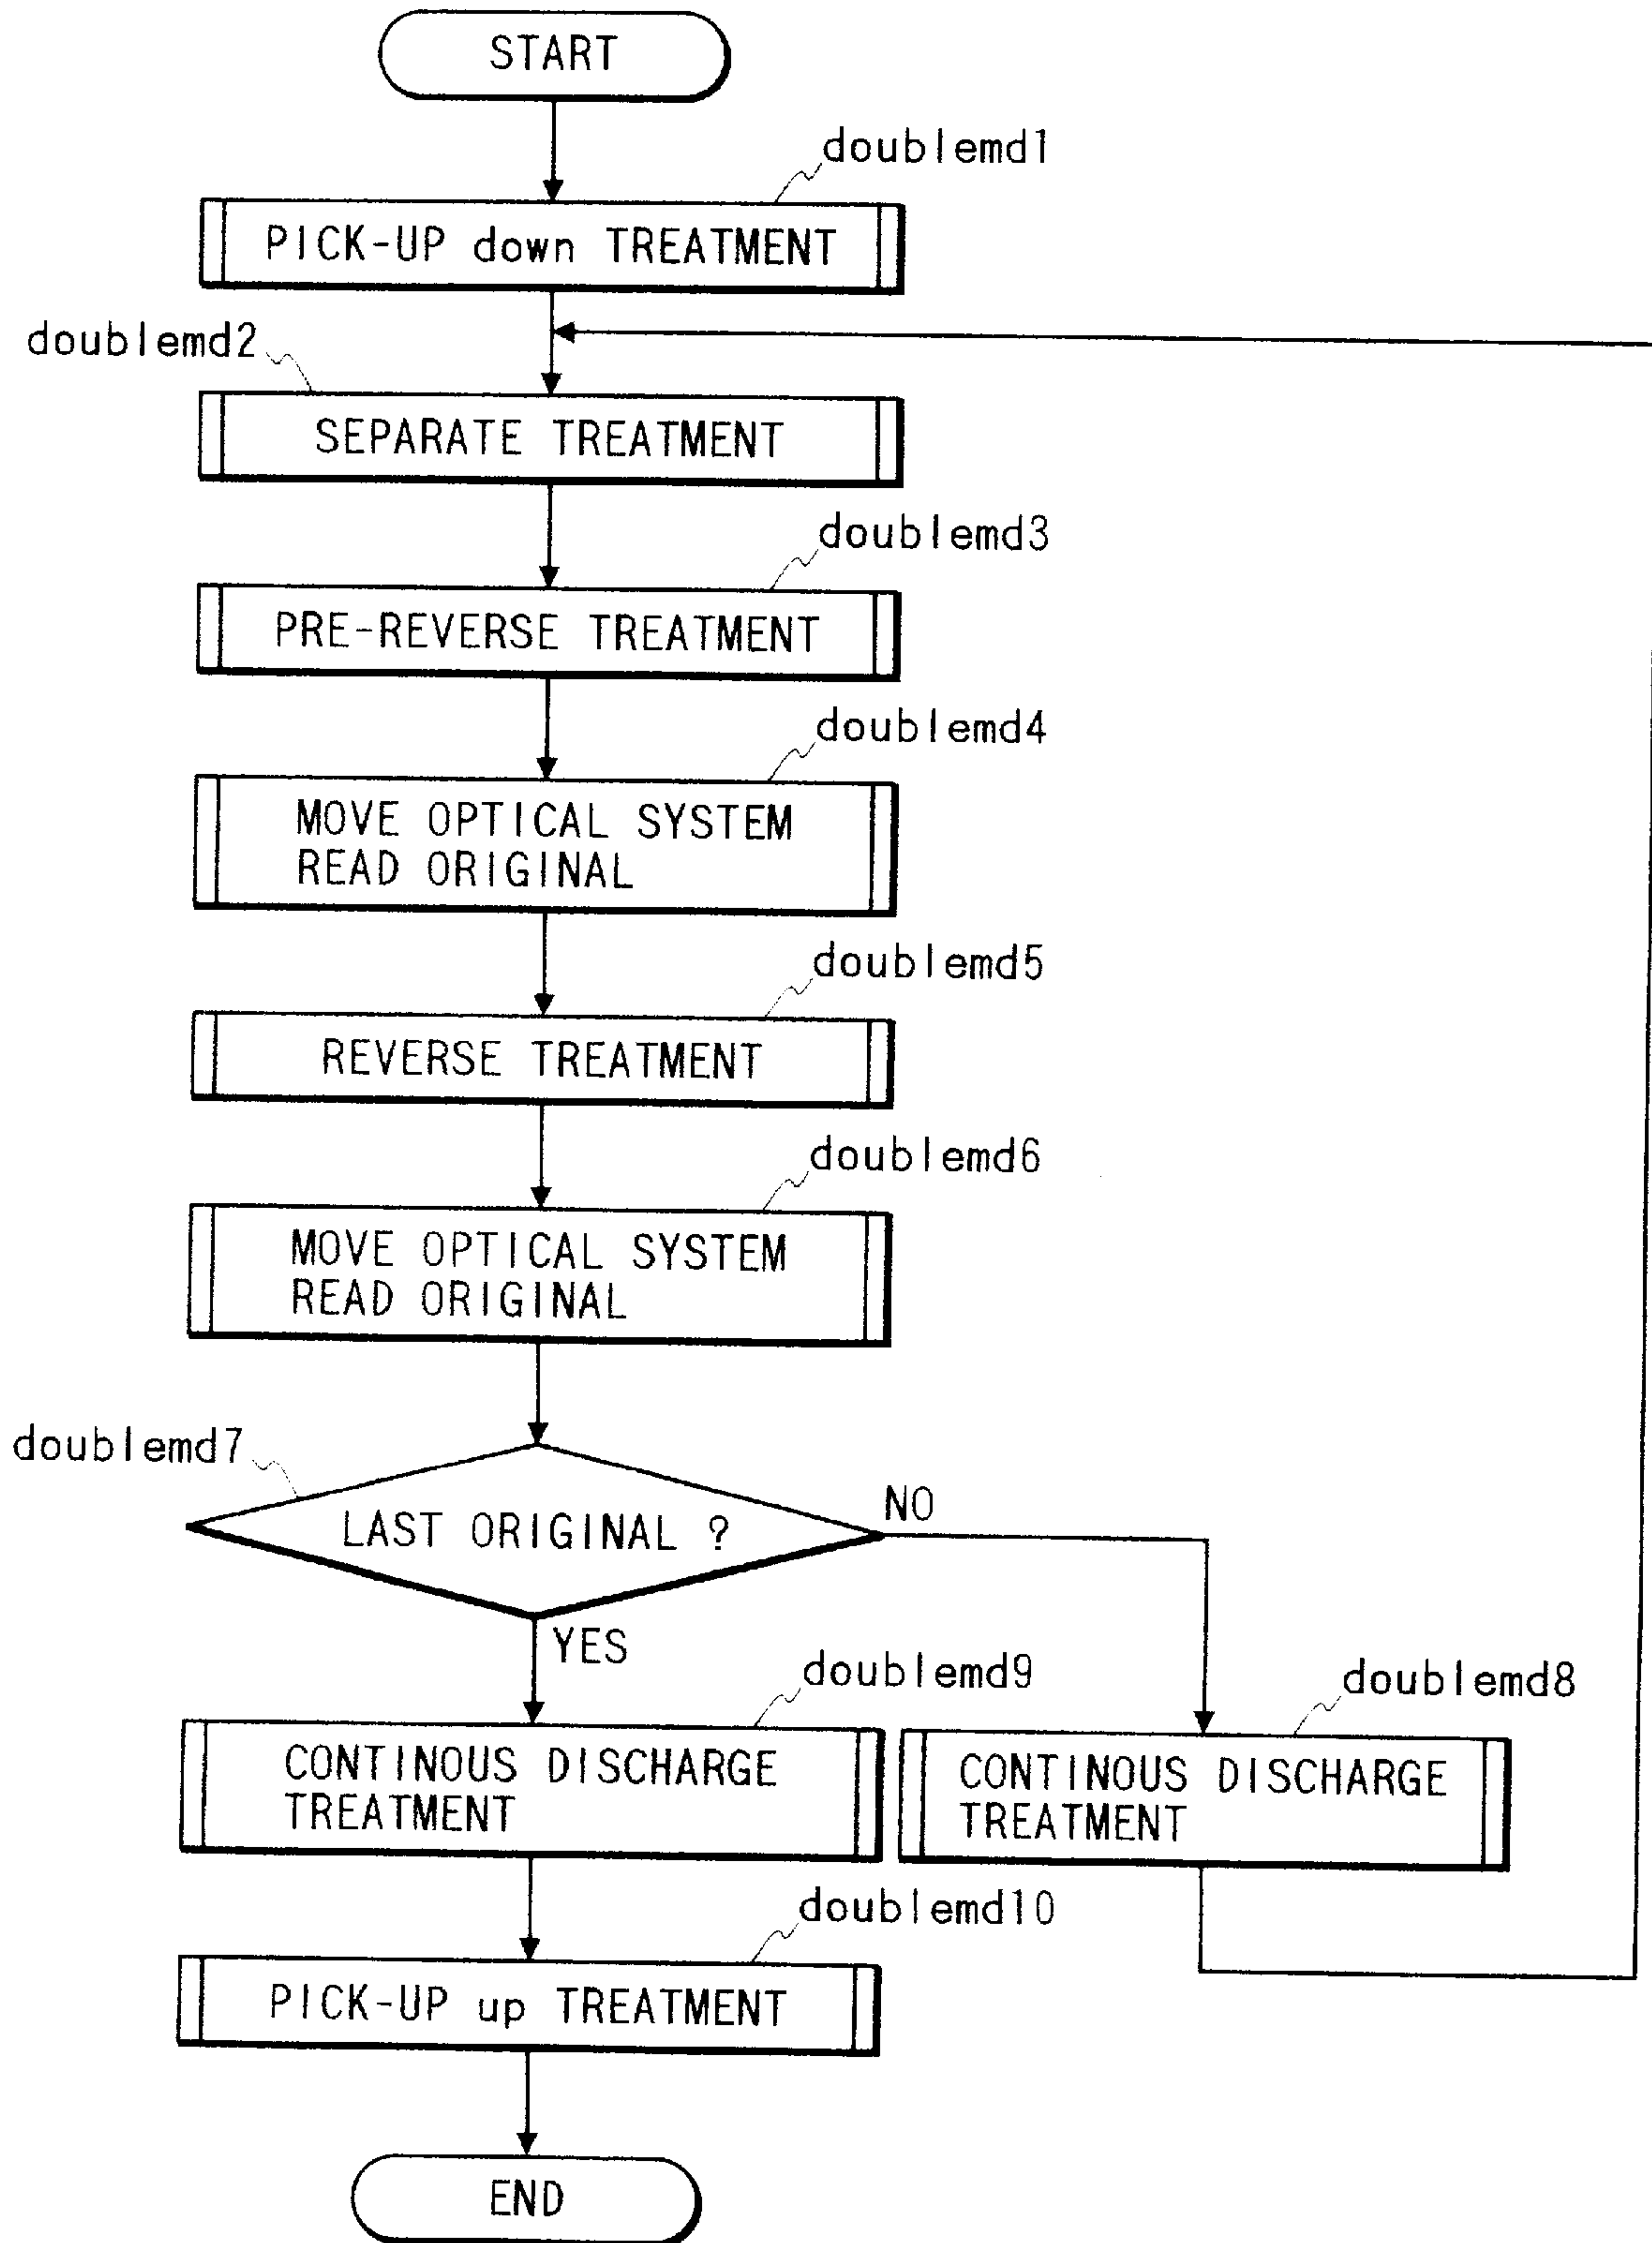 START
doublemd1
PICK-UP down TREATMENT
doublemd2
SEPARATE TREATMENT
doublemd3
PRE-REVERSE TREATMENT
doublemd4
MOVE OPTICAL SYSTEM
READ ORIGINAL
doublemd5
REVERSE TREATMENT
doublemd6
MOVE OPTICAL SYSTEM
READ ORIGINAL
doublemd7
LAST ORIGINAL ?
NO
YES
doublemd9
CONTINOUS DISCHARGE
TREATMENT
doublemd8
CONTINOUS DISCHARGE
TREATMENT
doublemd10
PICK-UP up TREATMENT
END